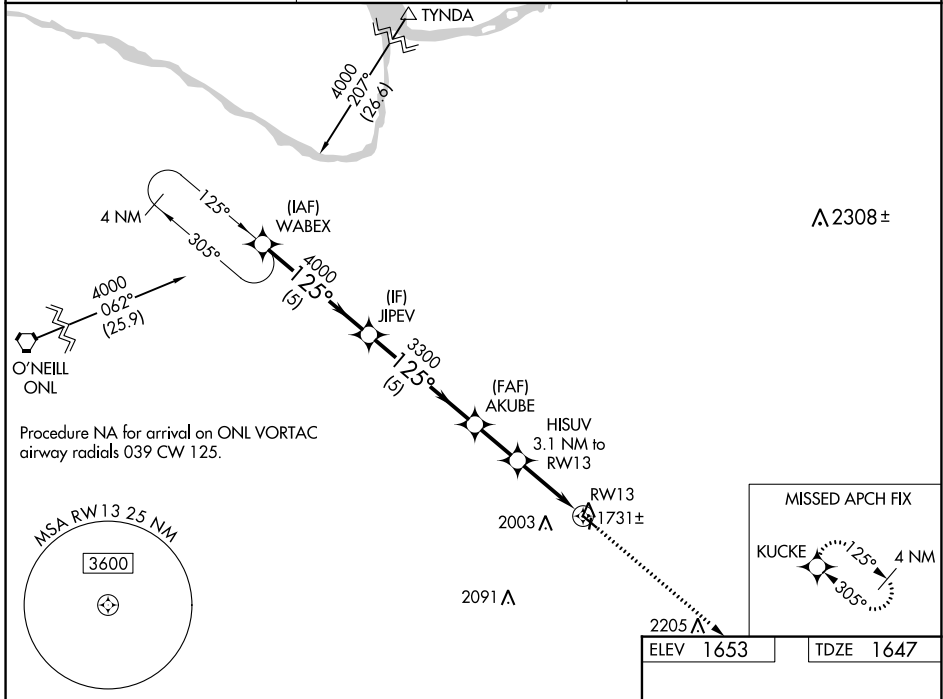 TYNDA
4000
207°
(26.6)
4 NM
125°
305°
(IAF)
WABEX
2308±
4000
125°
(5)
4000
062°
(25.9)
(IF)
JIPEV
O'NEILL
ONL
3300
125°
(5)
(FAF)
AKUBE
HISUV
3.1 NM to
RW13
Procedure NA for arrival on ONL VORTAC
airway radials 039 CW 125.
RW13
1731±
2003
MSA RW13 25 NM
3600
2091
2205
MISSED APCH FIX
KUCKE
125°
305°
4 NM
ELEV 1653
TDZE 1647